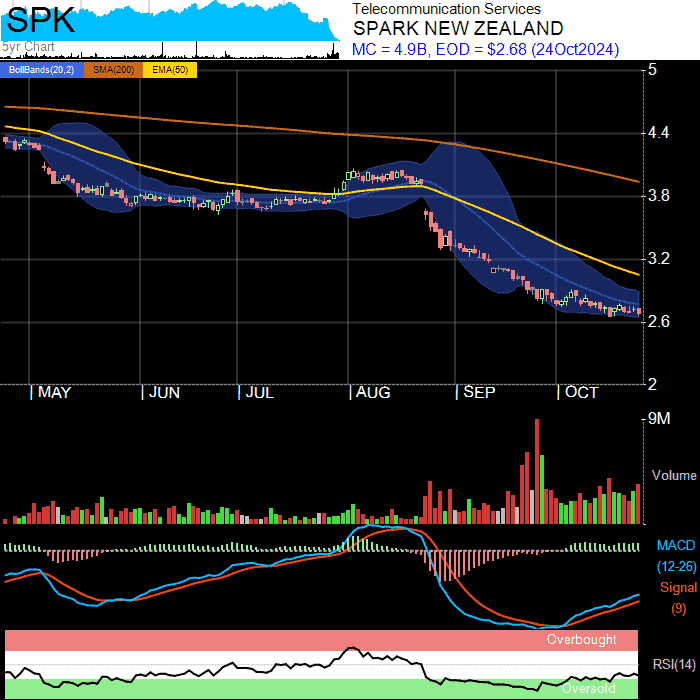 SPK
Telecommunication Services
SPARK NEW ZEALAND
MC = 4.9B, EOD = $2.68 (24Oct2024)
5yr Chart
BollBands(20,2) SMA(200) EMA(50)
5
4.4
3.8
3.2
2.6
2
MAY JUN JUL AUG SEP OCT
9M
Volume
MACD
(12-26)
Signal
(9)
Overbought
RSI(14)
Oversold